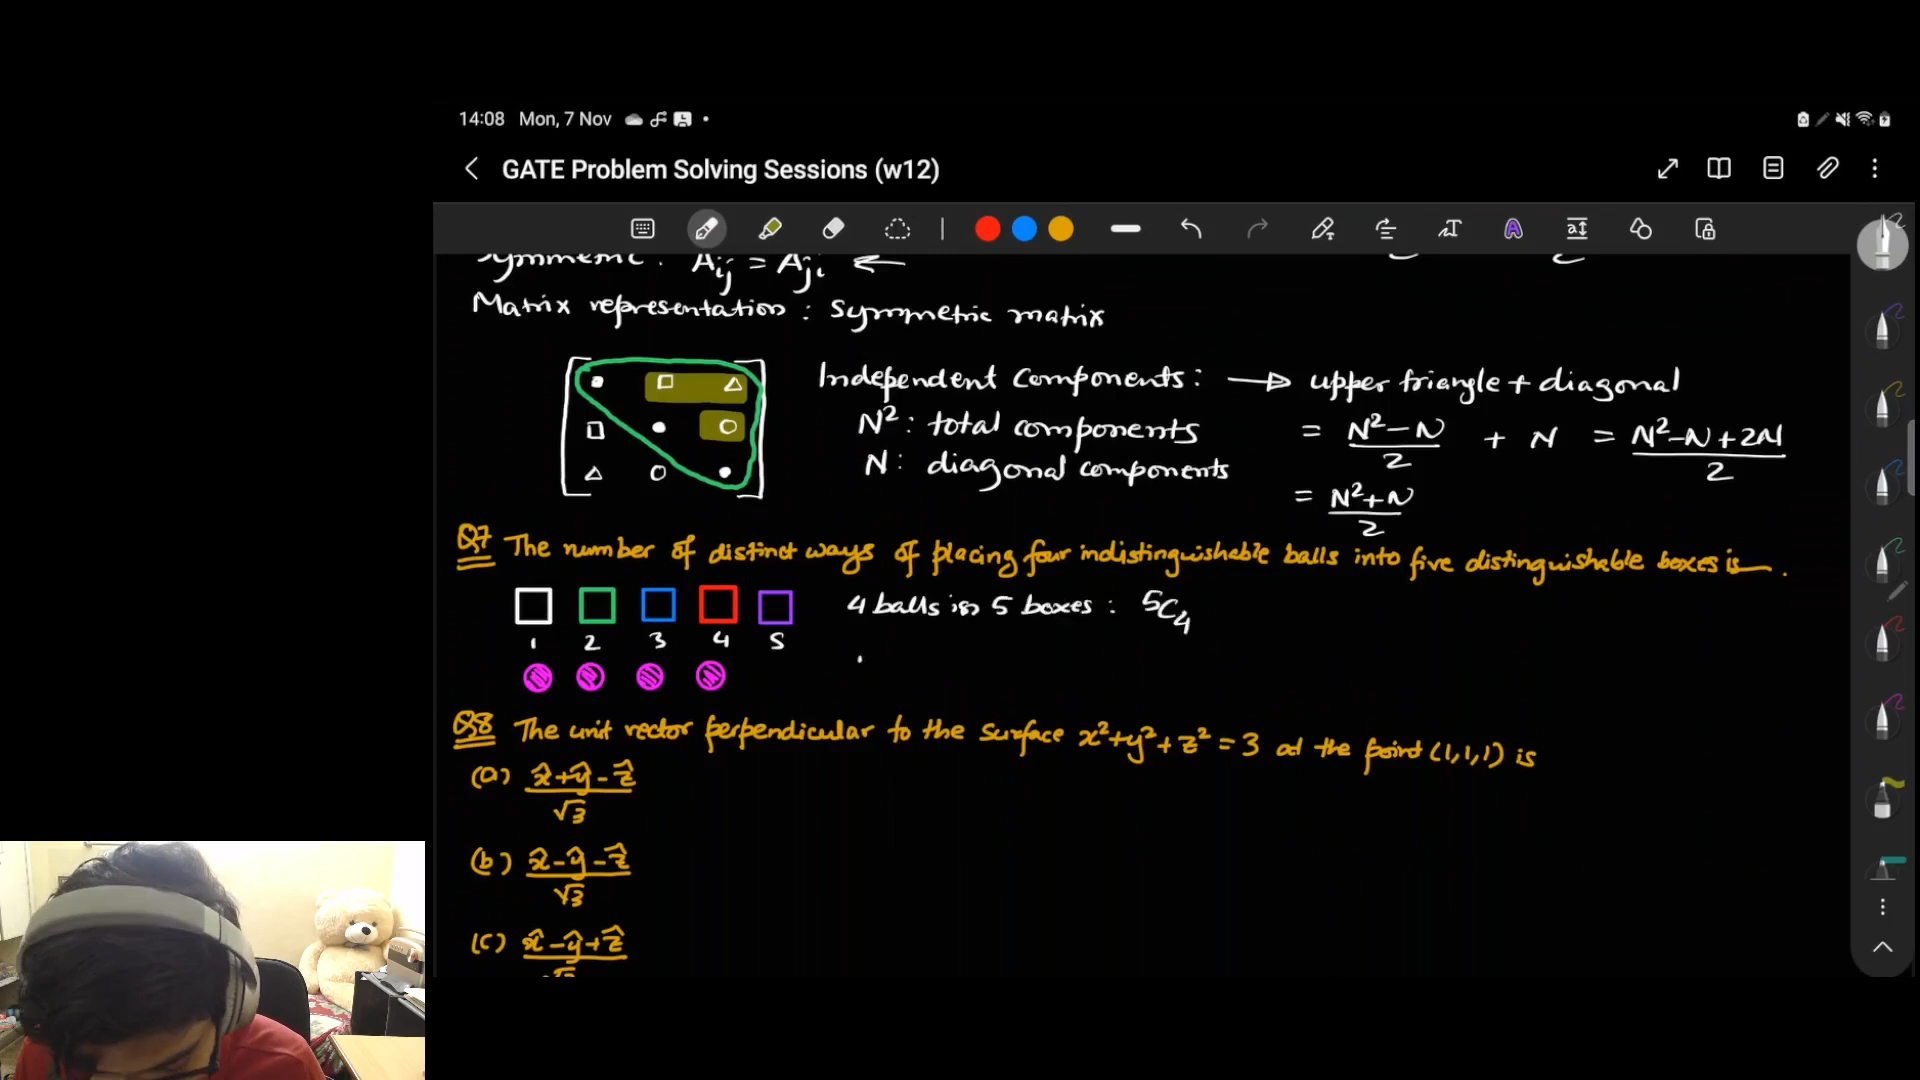 14:08 Mon, 7 Nov
GATE Problem Solving Sessions (w12)
Symmetric : Aij = Aji ←
Matrix representation : Symmetric matrix
Independent Components : → upper triangle + diagonal
N² : total components = (N² - N)/2 + N = (N² - N + 2N)/2
N : diagonal components
= (N² + N)/2
Q7 The number of distinct ways of placing four indistinguishable balls into five distinguishable boxes is —.
4 balls in 5 boxes : ⁵C₄
1 2 3 4 5
Q8 The unit vector perpendicular to the surface x² + y² + z² = 3 at the point (1,1,1) is
(a) (x̂ + ŷ - ẑ)/√3
(b) (x̂ - ŷ - ẑ)/√3
(c) x̂ - ŷ + ẑ